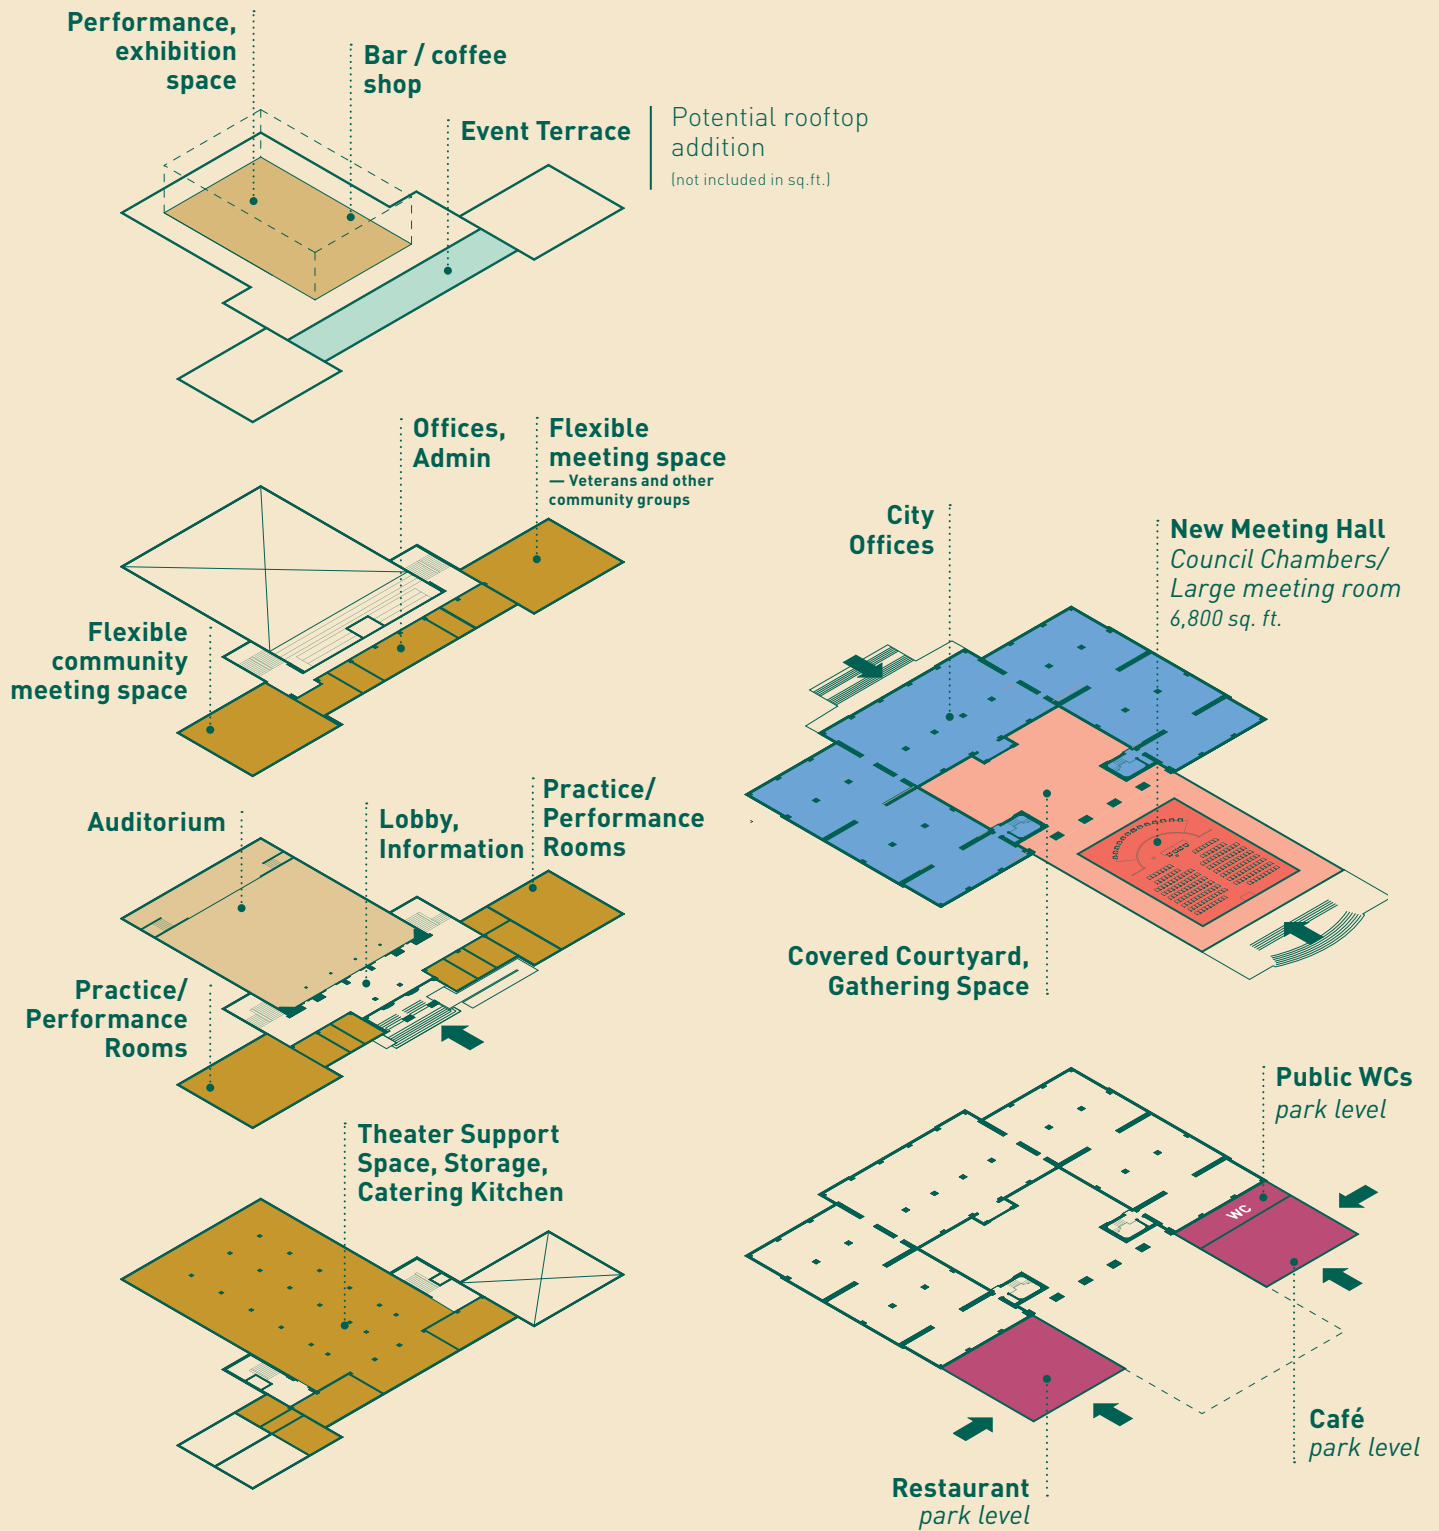 Performance,
exhibition
space
Bar / coffee
shop
Event Terrace
Potential rooftop
addition
(not included in sq.ft.)
Offices,
Admin
Flexible
meeting space
— Veterans and other
community groups
Flexible
community
meeting space
City
Offices
New Meeting Hall
Council Chambers/
Large meeting room
6,800 sq. ft.
Auditorium
Lobby,
Information
Practice/
Performance
Rooms
Practice/
Performance
Rooms
Covered Courtyard,
Gathering Space
Theater Support
Space, Storage,
Catering Kitchen
Public WCs
park level
WC
Café
park level
Restaurant
park level